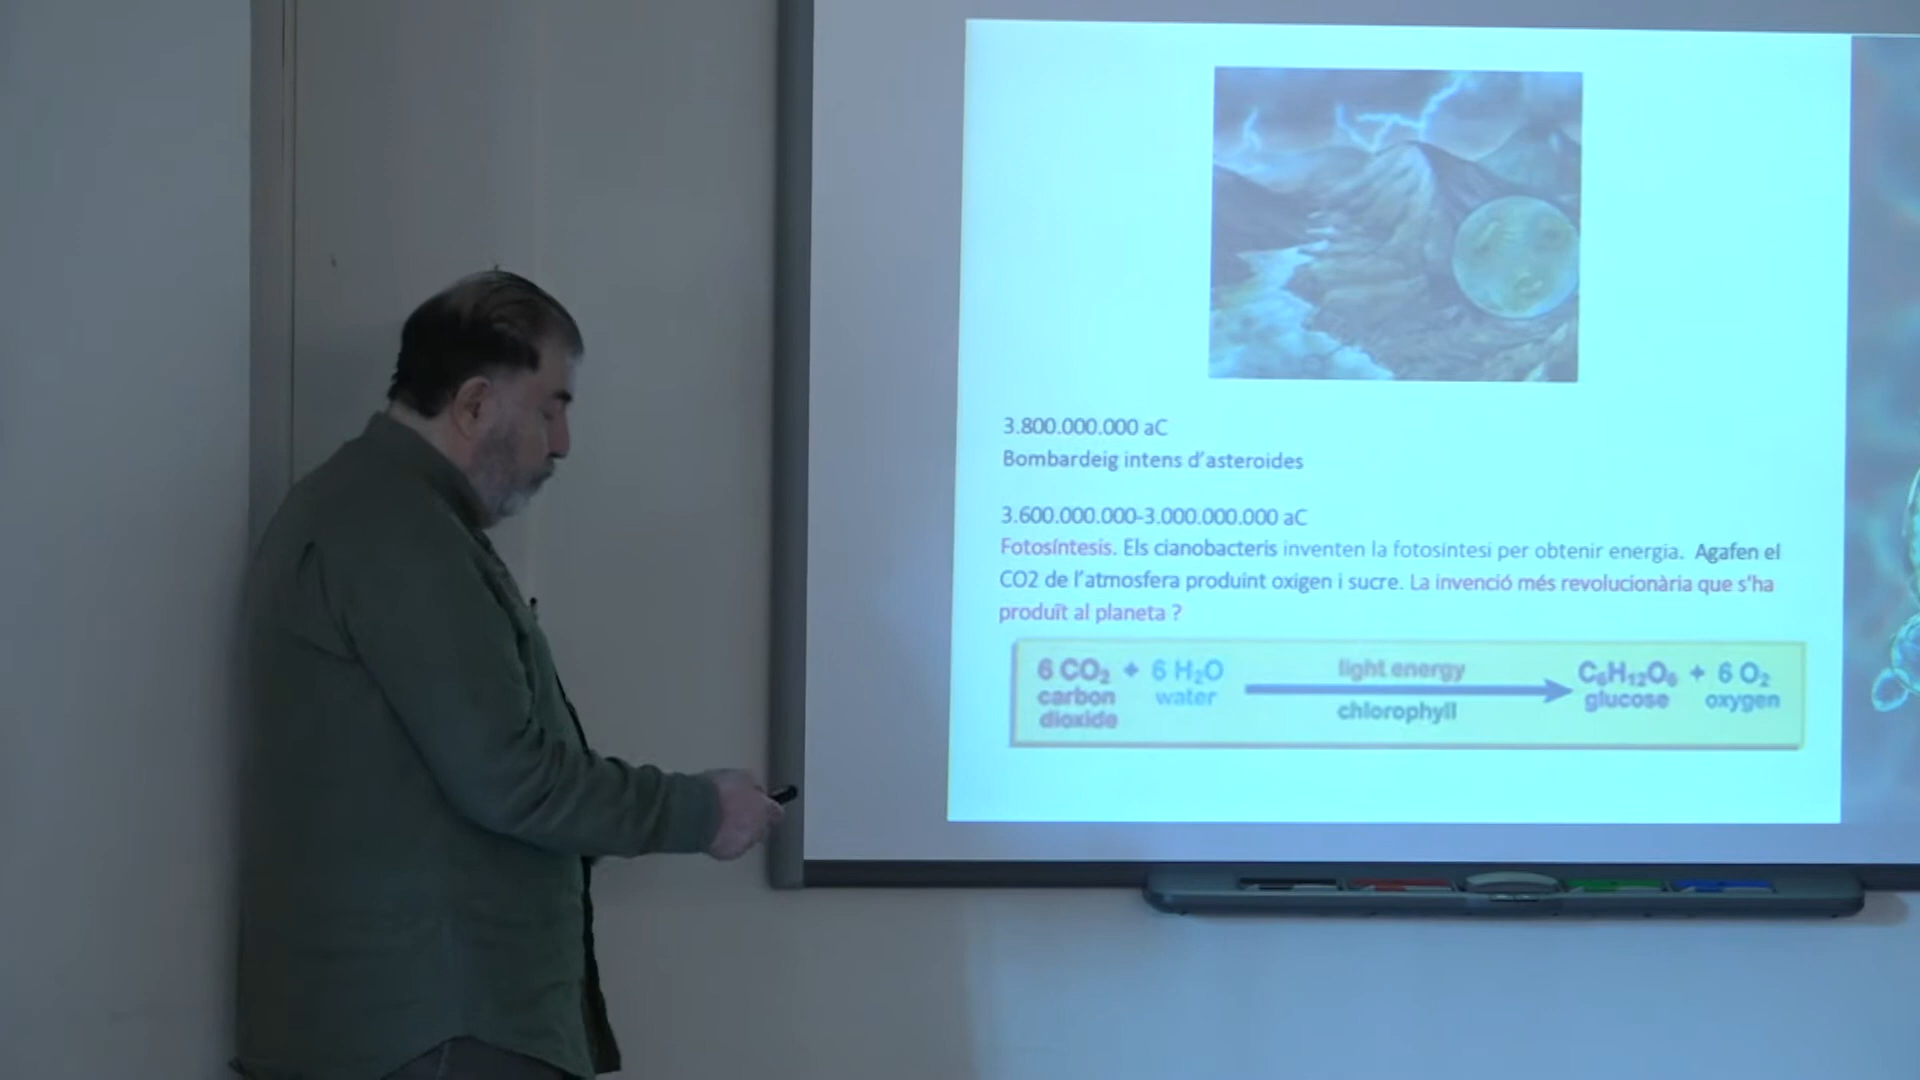 3.800.000.000 aC
Bombardeig intens d'asteroides
3.600.000.000-3.000.000.000 aC
Fotosíntesis. Els cianobacteris inventen la fotosíntesi per obtenir energia. Agafen el
CO2 de l'atmosfera produint oxigen i sucre. La invenció més revolucionària que s'ha
produït al planeta ?
6 CO₂ + 6 H₂O light energy C₆H₁₂O₆ + 6 O₂
carbon water chlorophyll glucose oxygen
dioxide